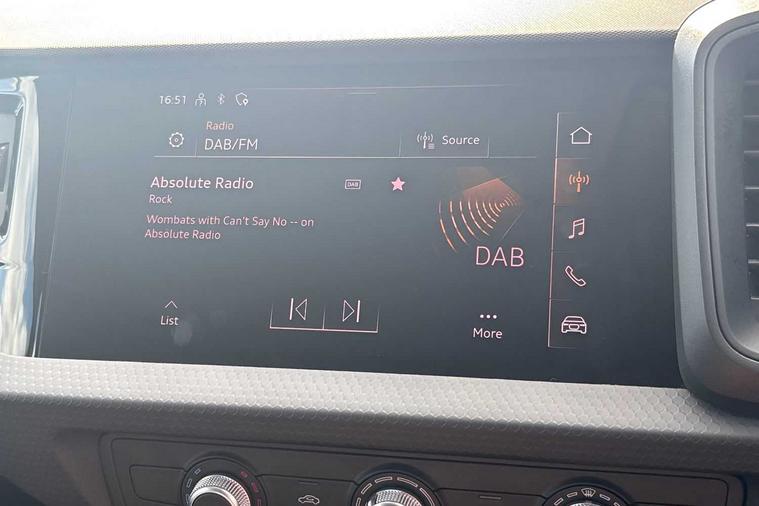 16:51
Radio
DAB/FM
Source
Absolute Radio
DAB
Rock
Wombats with Can't Say No -- on
Absolute Radio
DAB
List
More